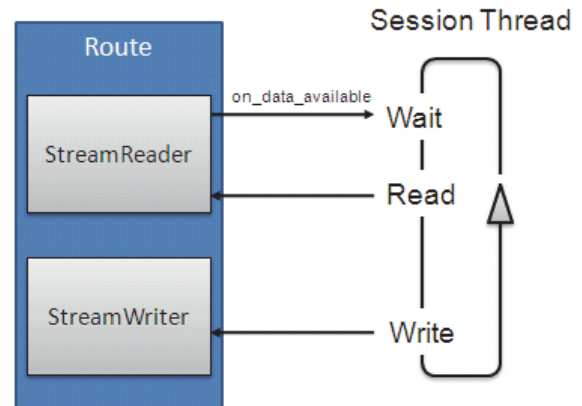 Session Thread
Route
on_data_available
Wait
StreamReader
Read
StreamWriter
Write